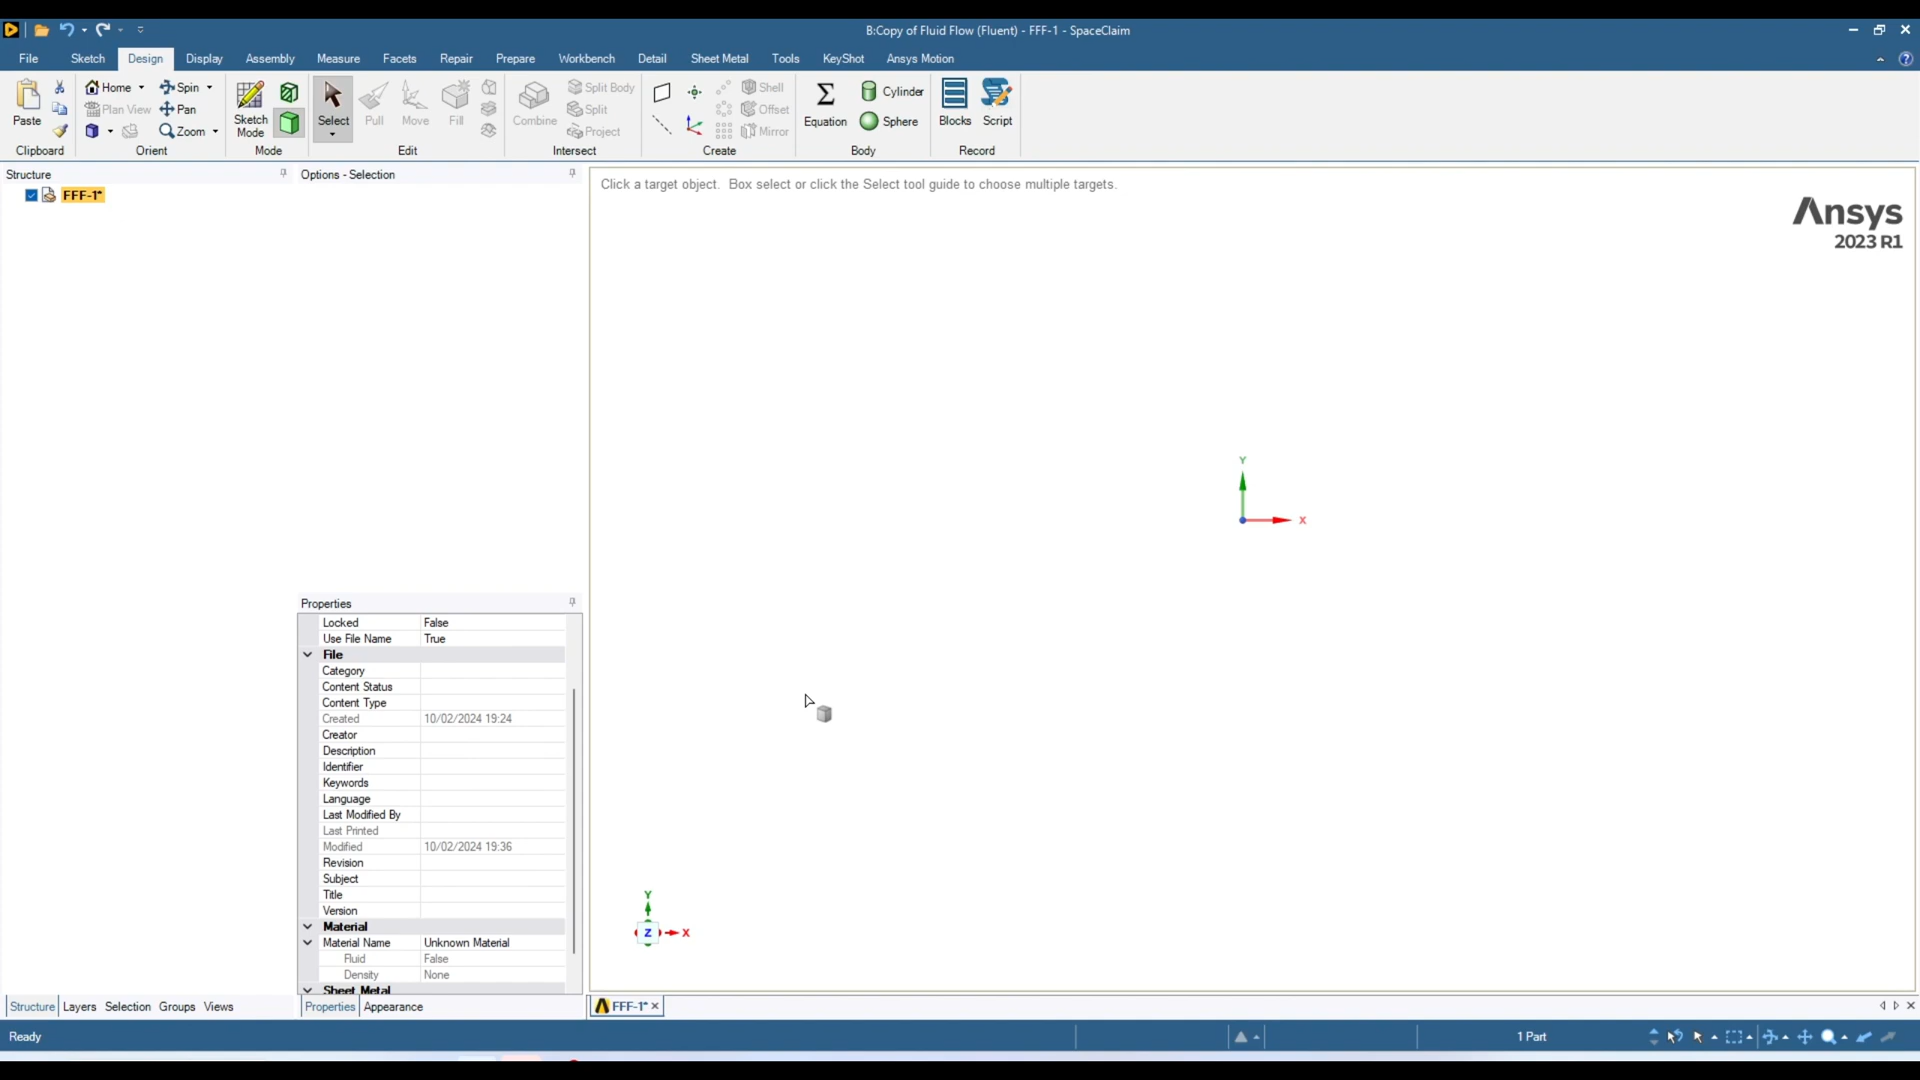 B:Copy of Fluid Flow (Fluent) - FFF-1 - SpaceClaim
File Sketch Design Display Assembly Measure Facets Repair Prepare Workbench Detail Sheet Metal Tools KeyShot Ansys Motion
Paste
Clipboard
Home Spin
Plan View Pan
Zoom
Orient
Sketch Mode
Mode
Select Pull Move Fill
Edit
Combine
Split Body
Split
Project
Intersect
Shell
Offset
Mirror
Create
Equation
Cylinder
Sphere
Body
Blocks Script
Record
Structure
FFF-1*
Options - Selection
Click a target object. Box select or click the Select tool guide to choose multiple targets.
Ansys
2023 R1
Y
X
Properties
Locked False
Use File Name True
File
Category
Content Status
Content Type
Created 10/02/2024 19:24
Creator
Description
Identifier
Keywords
Language
Last Modified By
Last Printed
Modified 10/02/2024 19:36
Revision
Subject
Title
Version
Material
Material Name Unknown Material
Fluid False
Density None
Sheet Metal
Y
Z X
Structure Layers Selection Groups Views
Properties Appearance
FFF-1*
Ready
1 Part